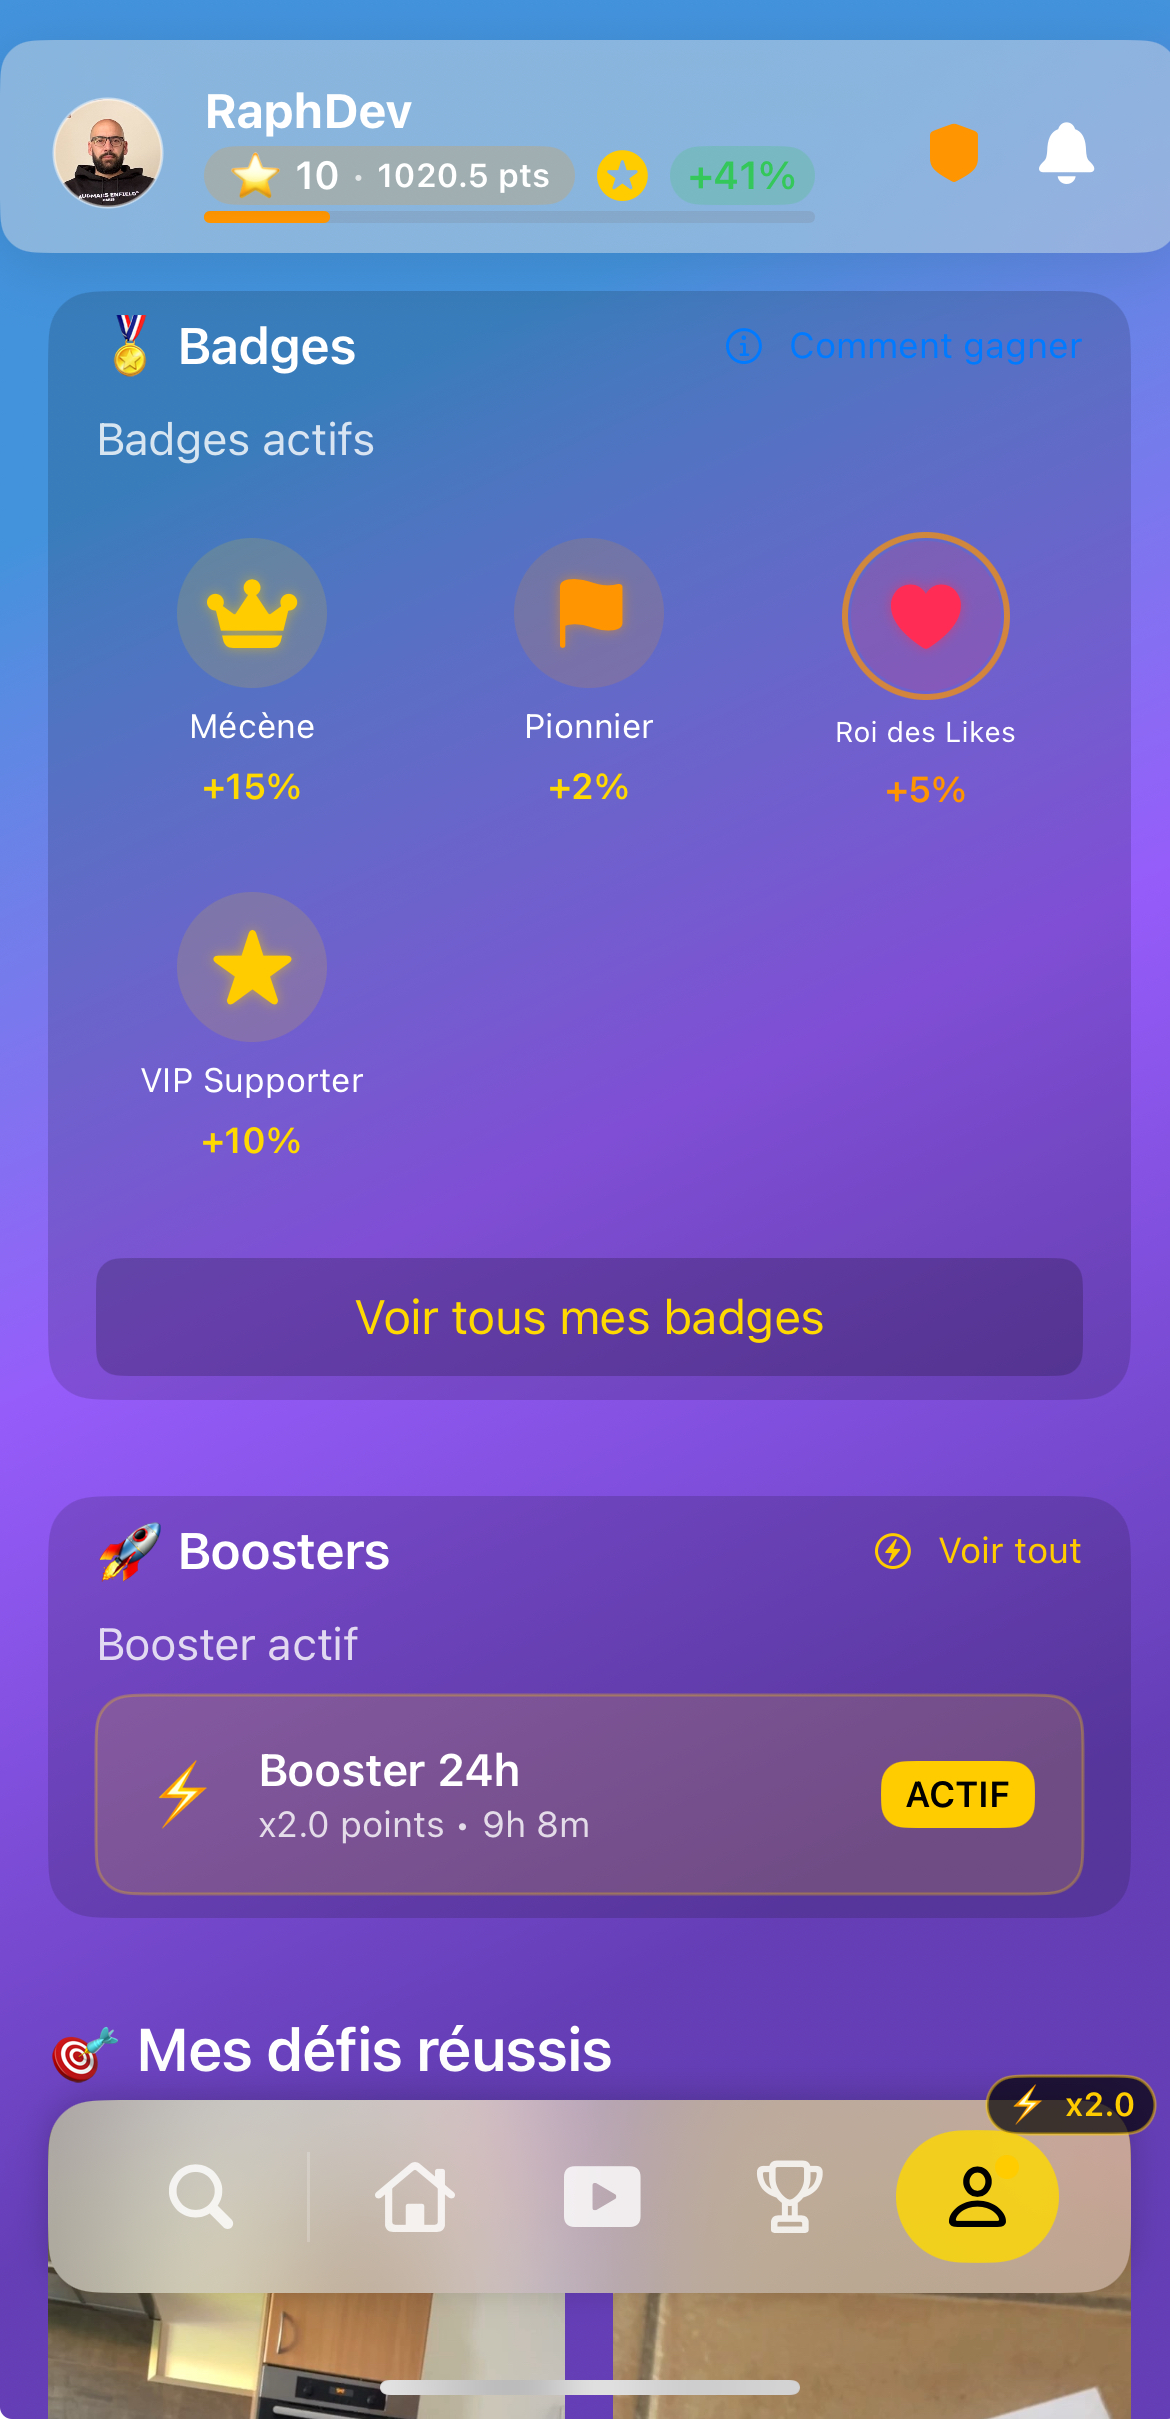 RaphDev
10 · 1020.5 pts
+41%
Badges
Comment gagner
Badges actifs
Mécène
Pionnier
Roi des Likes
+15%
+2%
+5%
VIP Supporter
+10%
Voir tous mes badges
Boosters
Voir tout
Booster actif
Booster 24h
x2.0 points • 9h 8m
ACTIF
Mes défis réussis
x2.0